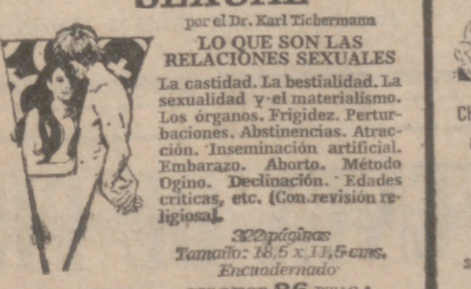 SEXUAL
por el Dr. Karl Tichermann
LO QUE SON LAS
RELACIONES SEXUALES
La castidad. La bestialidad. La
sexualidad y el materialismo.
Los órganos. Frigidez. Pertur-
baciones. Abstinencias. Atrac-
ción. Inseminación artificial.
Embarazo. Aborto. Método
Ogino. Declinación. Edades
críticas, etc. (Con revisión re-
ligiosa).
322 páginas
Tamaño: 18,5 x 11,5 cms.
Encuadernado